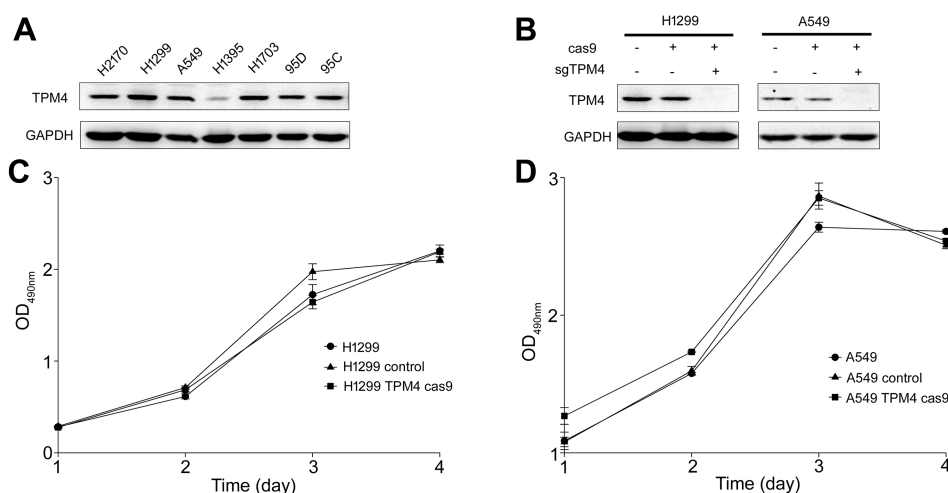 A
H2170 H1299 A549 H1395 H1703 95D 95C
TPM4
GAPDH
B
H1299 A549
cas9 - + + - + +
sgTPM4 - - + - - +
TPM4
GAPDH
C
3
2
1
0
OD490nm
H1299
H1299 control
H1299 TPM4 cas9
1 2 3 4
Time (day)
D
3
2
1
OD490nm
A549
A549 control
A549 TPM4 cas9
1 2 3 4
Time (day)